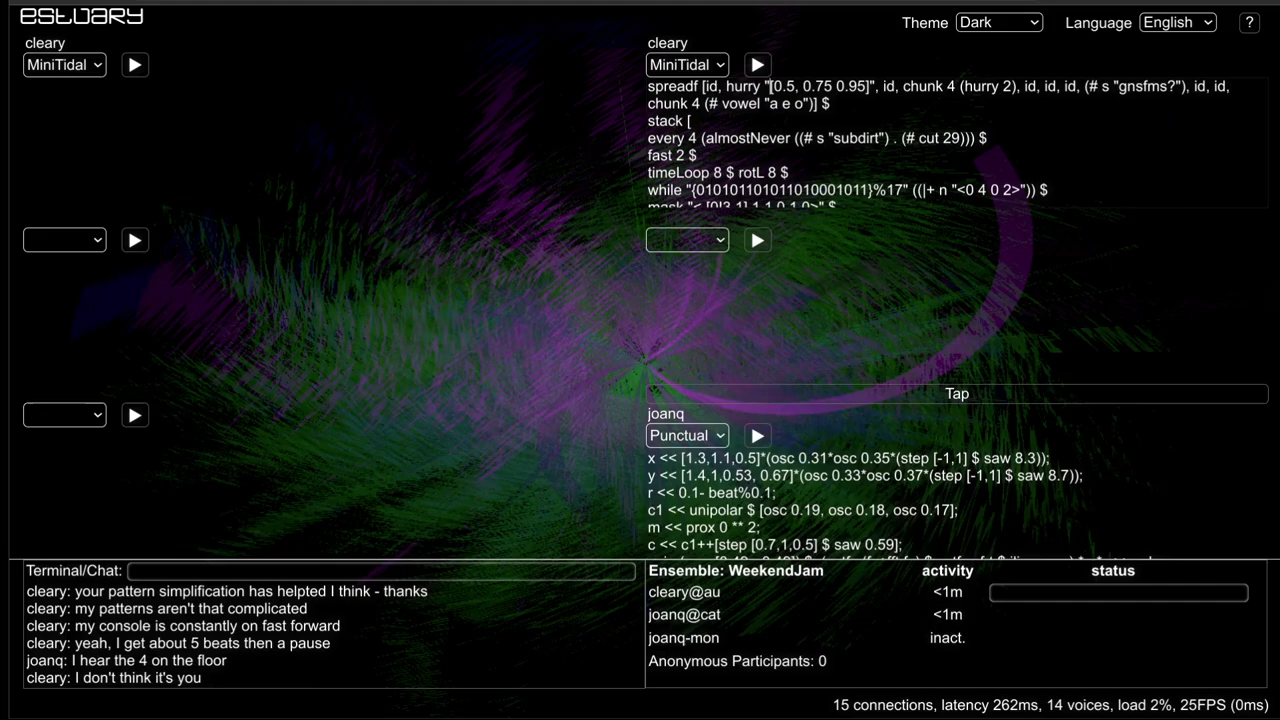 estuary
Theme Dark Language English ?
cleary
MiniTidal
cleary
MiniTidal
spreadf [id, hurry "[0.5, 0.75 0.95]", id, chunk 4 (hurry 2), id, id, id, (# s "gnsfms?"), id, id,
chunk 4 (# vowel "a e o")] $
stack [
every 4 (almostNever ((# s "subdirt") . (# cut 29))) $
fast 2 $
timeLoop 8 $ rotL 8 $
while "{010101101011010001011}%17" ((|+ n "<0 4 0 2>")) $
Tap
joanq
Punctual
x << [1.3,1.1,0.5]*(osc 0.31*osc 0.35*(step [-1,1] $ saw 8.3));
y << [1.4,1,0.53, 0.67]*(osc 0.33*osc 0.37*(step [-1,1] $ saw 8.7));
r << 0.1- beat%0.1;
c1 << unipolar $ [osc 0.19, osc 0.18, osc 0.17];
m << prox 0 ** 2;
c << c1++[step [0.7,1,0.5] $ saw 0.59];
Terminal/Chat:
cleary: your pattern simplification has helpted I think - thanks
cleary: my patterns aren't that complicated
cleary: my console is constantly on fast forward
cleary: yeah, I get about 5 beats then a pause
joanq: I hear the 4 on the floor
cleary: I don't think it's you
Ensemble: WeekendJam activity status
cleary@au <1m
joanq@cat <1m
joanq-mon inact.
Anonymous Participants: 0
15 connections, latency 262ms, 14 voices, load 2%, 25FPS (0ms)